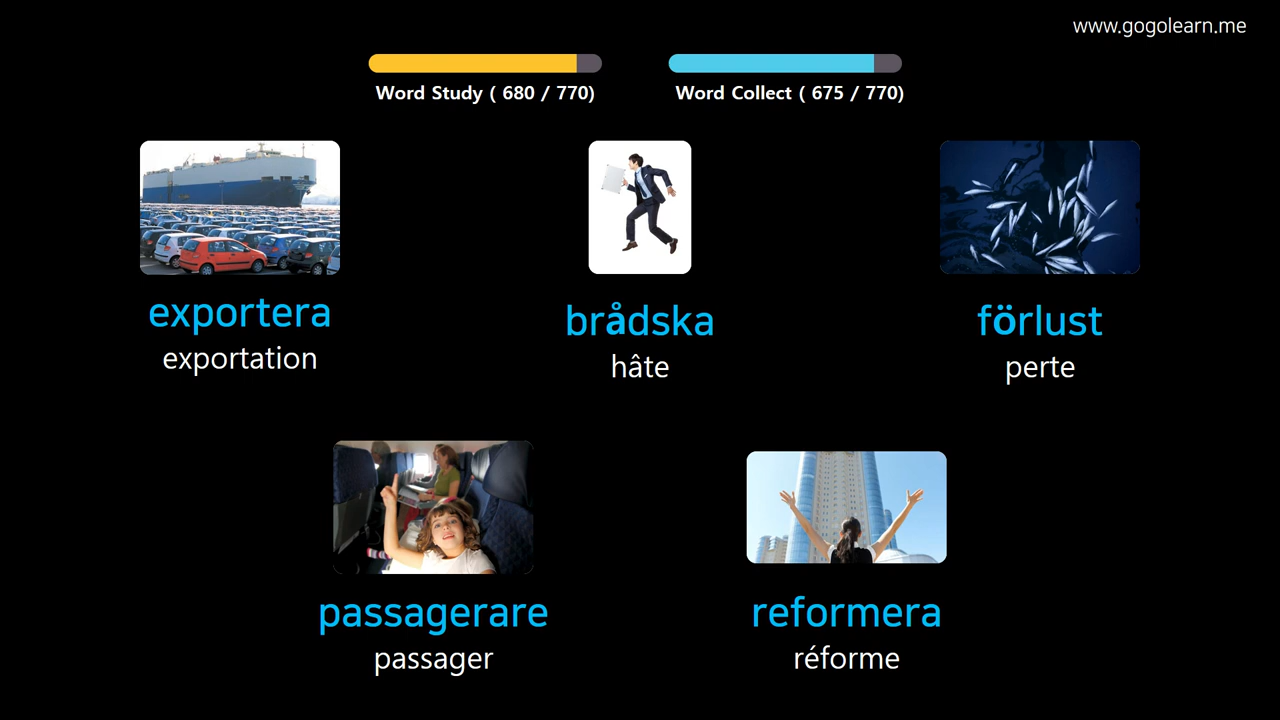 www.gogolearn.me
Word Study ( 680 / 770)
Word Collect ( 675 / 770)
exportera
exportation
brådska
hâte
förlust
perte
passagerare
passager
reformera
réforme